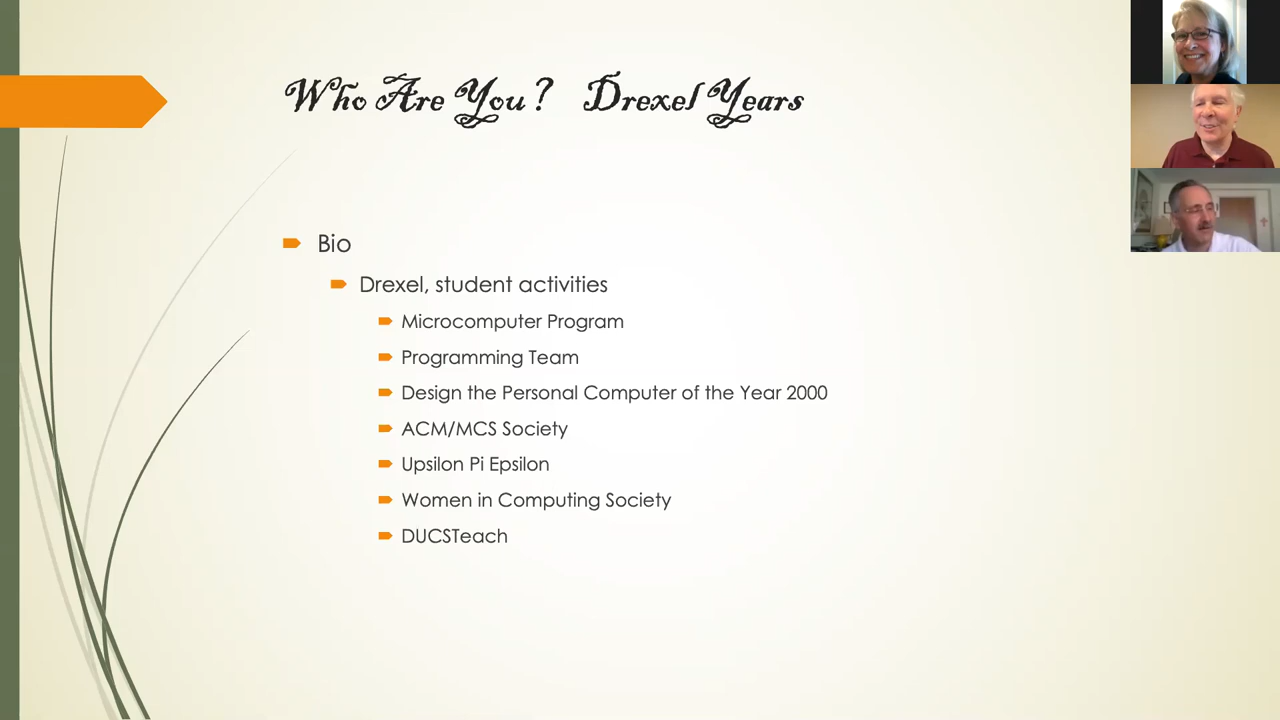 Who Are You? Drexel Years
Bio
Drexel, student activities
Microcomputer Program
Programming Team
Design the Personal Computer of the Year 2000
ACM/MCS Society
Upsilon Pi Epsilon
Women in Computing Society
DUCSTeach